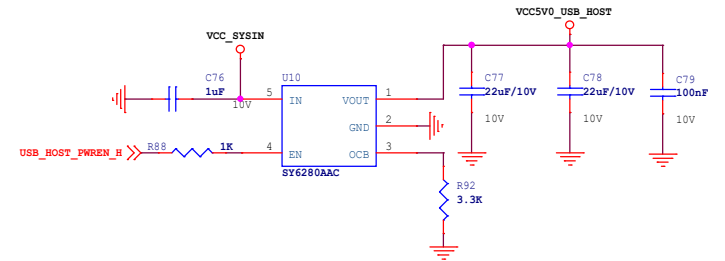 VCC5V0_USB_HOST
VCC_SYSIN
C76
1uF
10V
U10
5 IN VOUT 1
GND 2
4 EN OCB 3
SY6280AAC
USB_HOST_PWREN_H
R88
1K
C77
22uF/10V
10V
C78
22uF/10V
10V
C79
100nF
10V
R92
3.3K